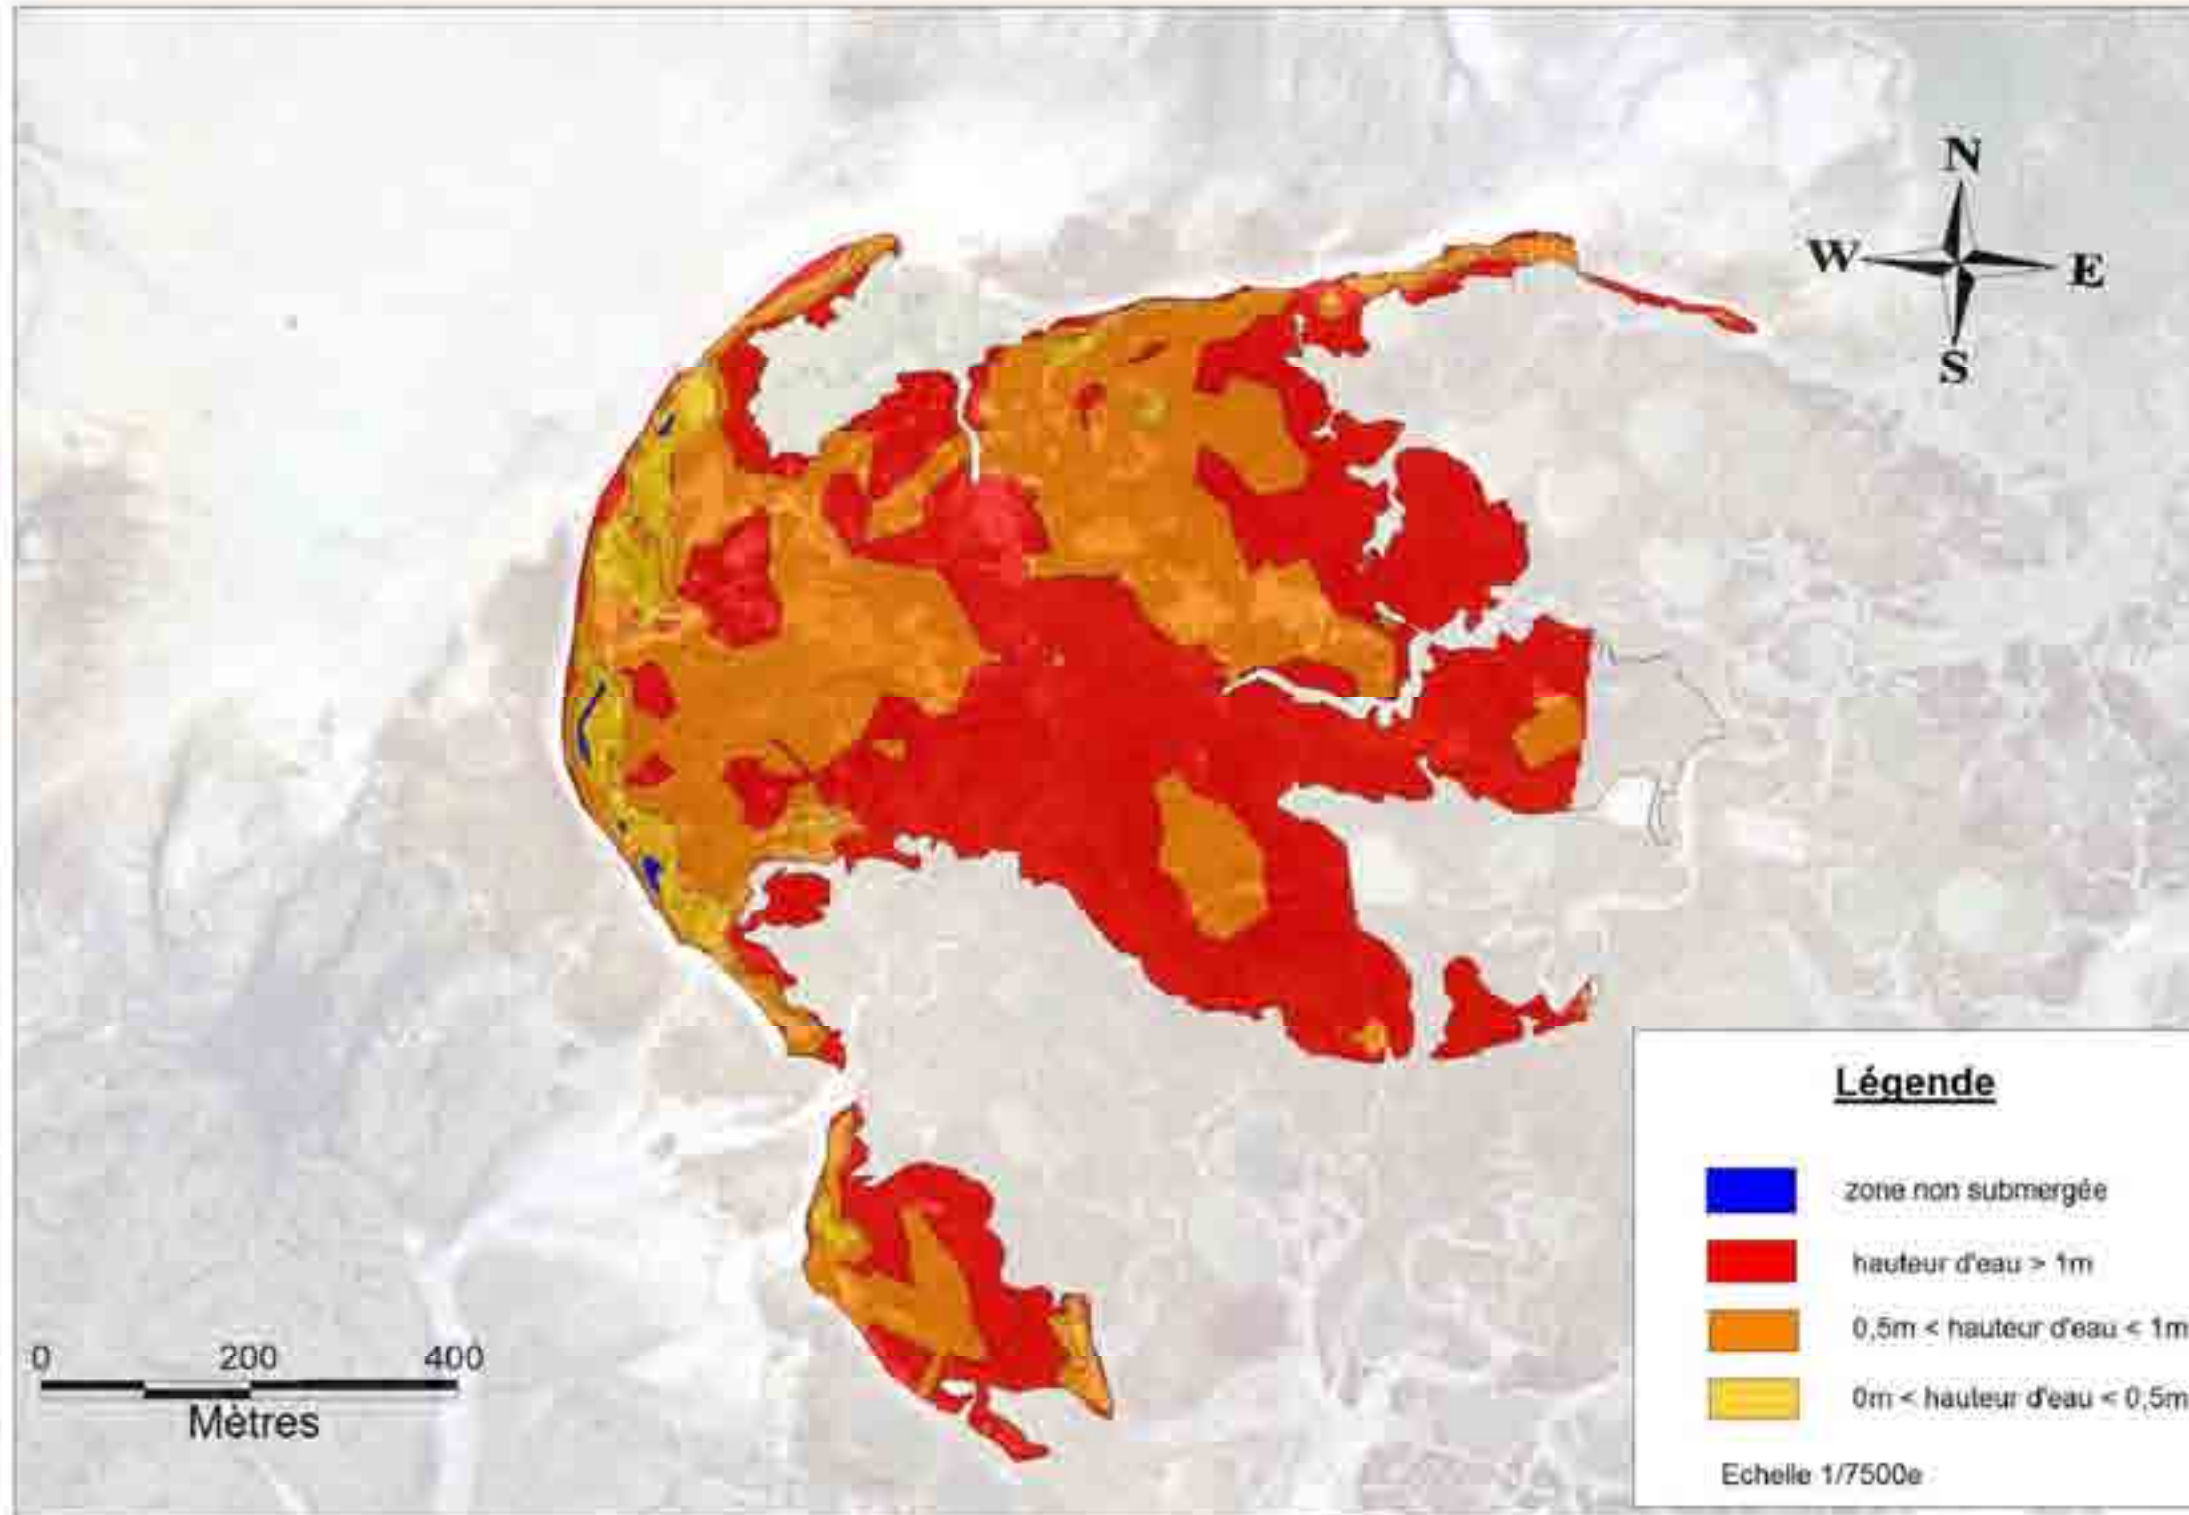 N
W E
S
Légende
zone non submergée
hauteur d'eau > 1m
0,5m < hauteur d'eau < 1m
0m < hauteur d'eau < 0,5m
Echelle 1/7500e
0 200 400
Mètres